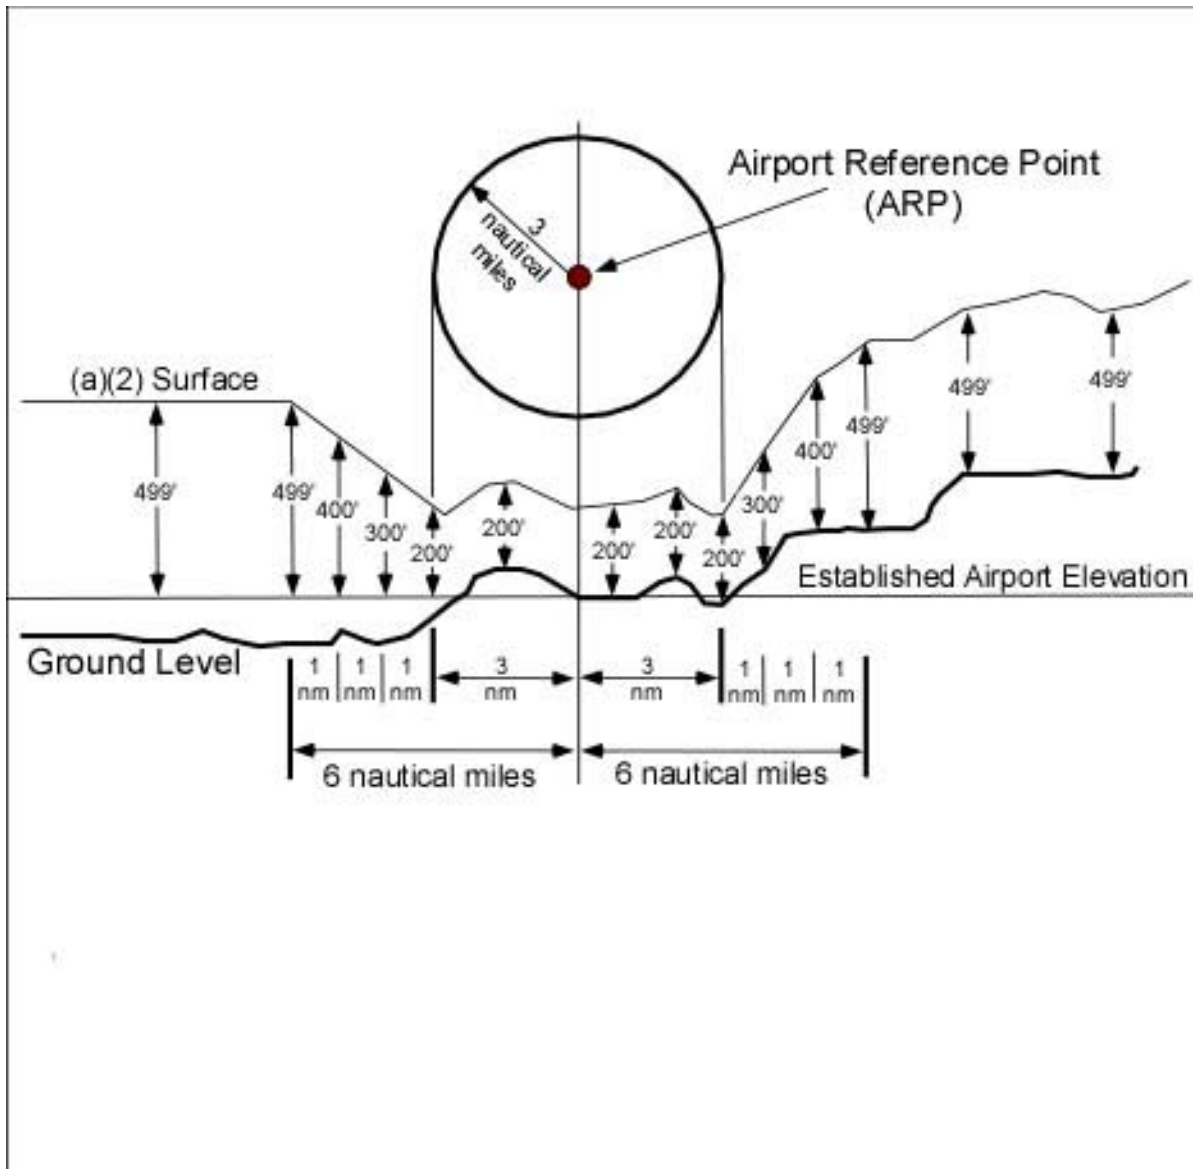 Airport Reference Point
(ARP)
3
nautical
miles
(a)(2) Surface
499'
499'
400'
300'
200'
200'
200'
200'
200'
300'
400'
499'
499'
499'
Established Airport Elevation
Ground Level
1
nm
1
nm
1
nm
3
nm
3
nm
1
nm
1
nm
1
nm
6 nautical miles
6 nautical miles